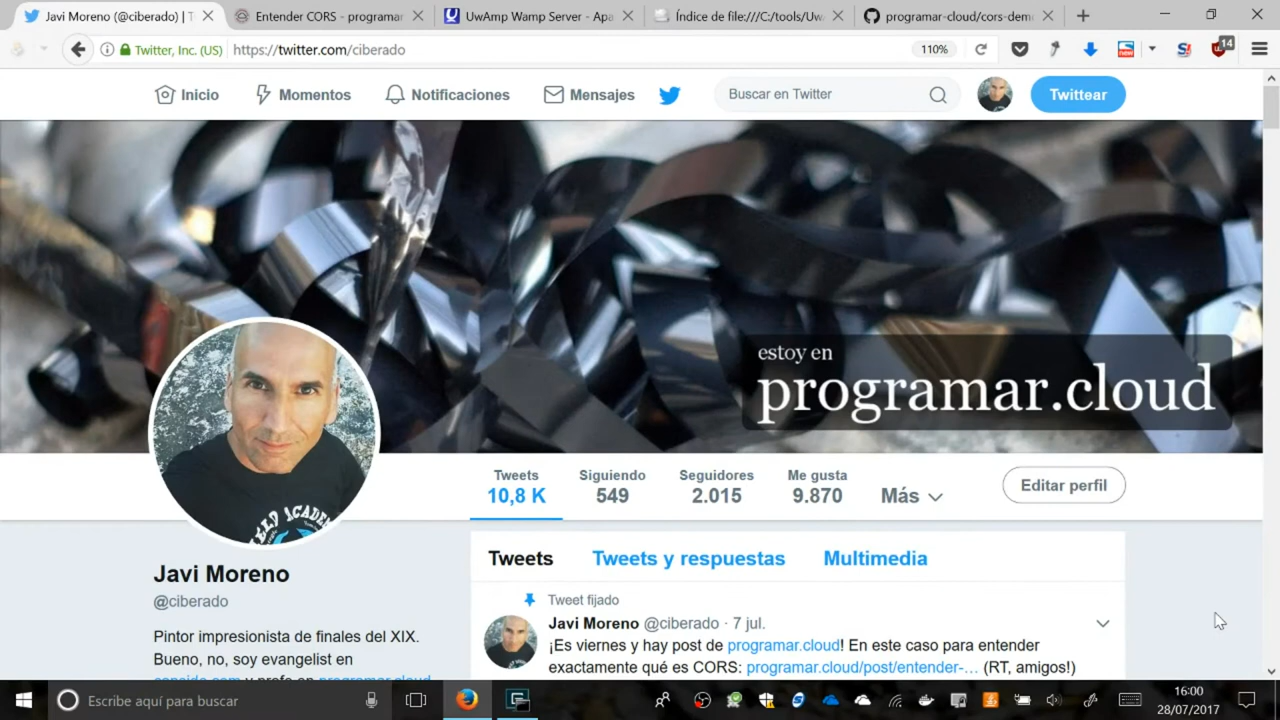 Javi Moreno (@ciberado) | T
Entender CORS - programar
UwAmp Wamp Server - Apa
Índice de file:///C:/tools/Uw
programar-cloud/cors-dem
Twitter, Inc. (US)
https://twitter.com/ciberado
110%
new
14
Inicio
Momentos
Notificaciones
Mensajes
Buscar en Twitter
Twittear
estoy en
programar.cloud
Tweets
10,8 K
Siguiendo
549
Seguidores
2.015
Me gusta
9.870
Más
Editar perfil
Javi Moreno
@ciberado
Pintor impresionista de finales del XIX.
Bueno, no, soy evangelist en
Tweets
Tweets y respuestas
Multimedia
Tweet fijado
Javi Moreno @ciberado · 7 jul.
¡Es viernes y hay post de programar.cloud! En este caso para entender
exactamente qué es CORS: programar.cloud/post/entender-… (RT, amigos!)
Escribe aquí para buscar
16:00
28/07/2017